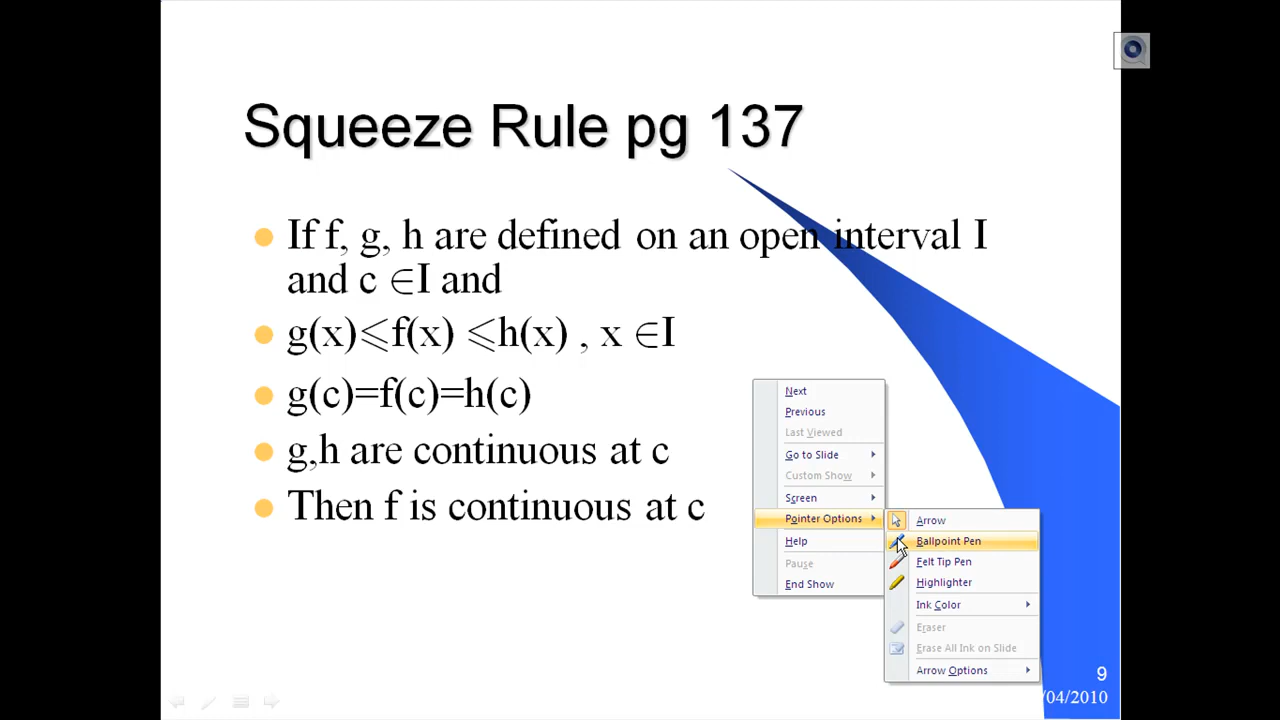 Squeeze Rule pg 137
If f, g, h are defined on an open interval I
and c ∈I and
g(x)⩽f(x) ⩽h(x) , x ∈I
g(c)=f(c)=h(c)
g,h are continuous at c
Then f is continuous at c
Next
Previous
Last Viewed
Go to Slide
Custom Show
Screen
Pointer Options
Help
Pause
End Show
Arrow
Ballpoint Pen
Felt Tip Pen
Highlighter
Ink Color
Eraser
Erase All Ink on Slide
Arrow Options
9
/04/2010